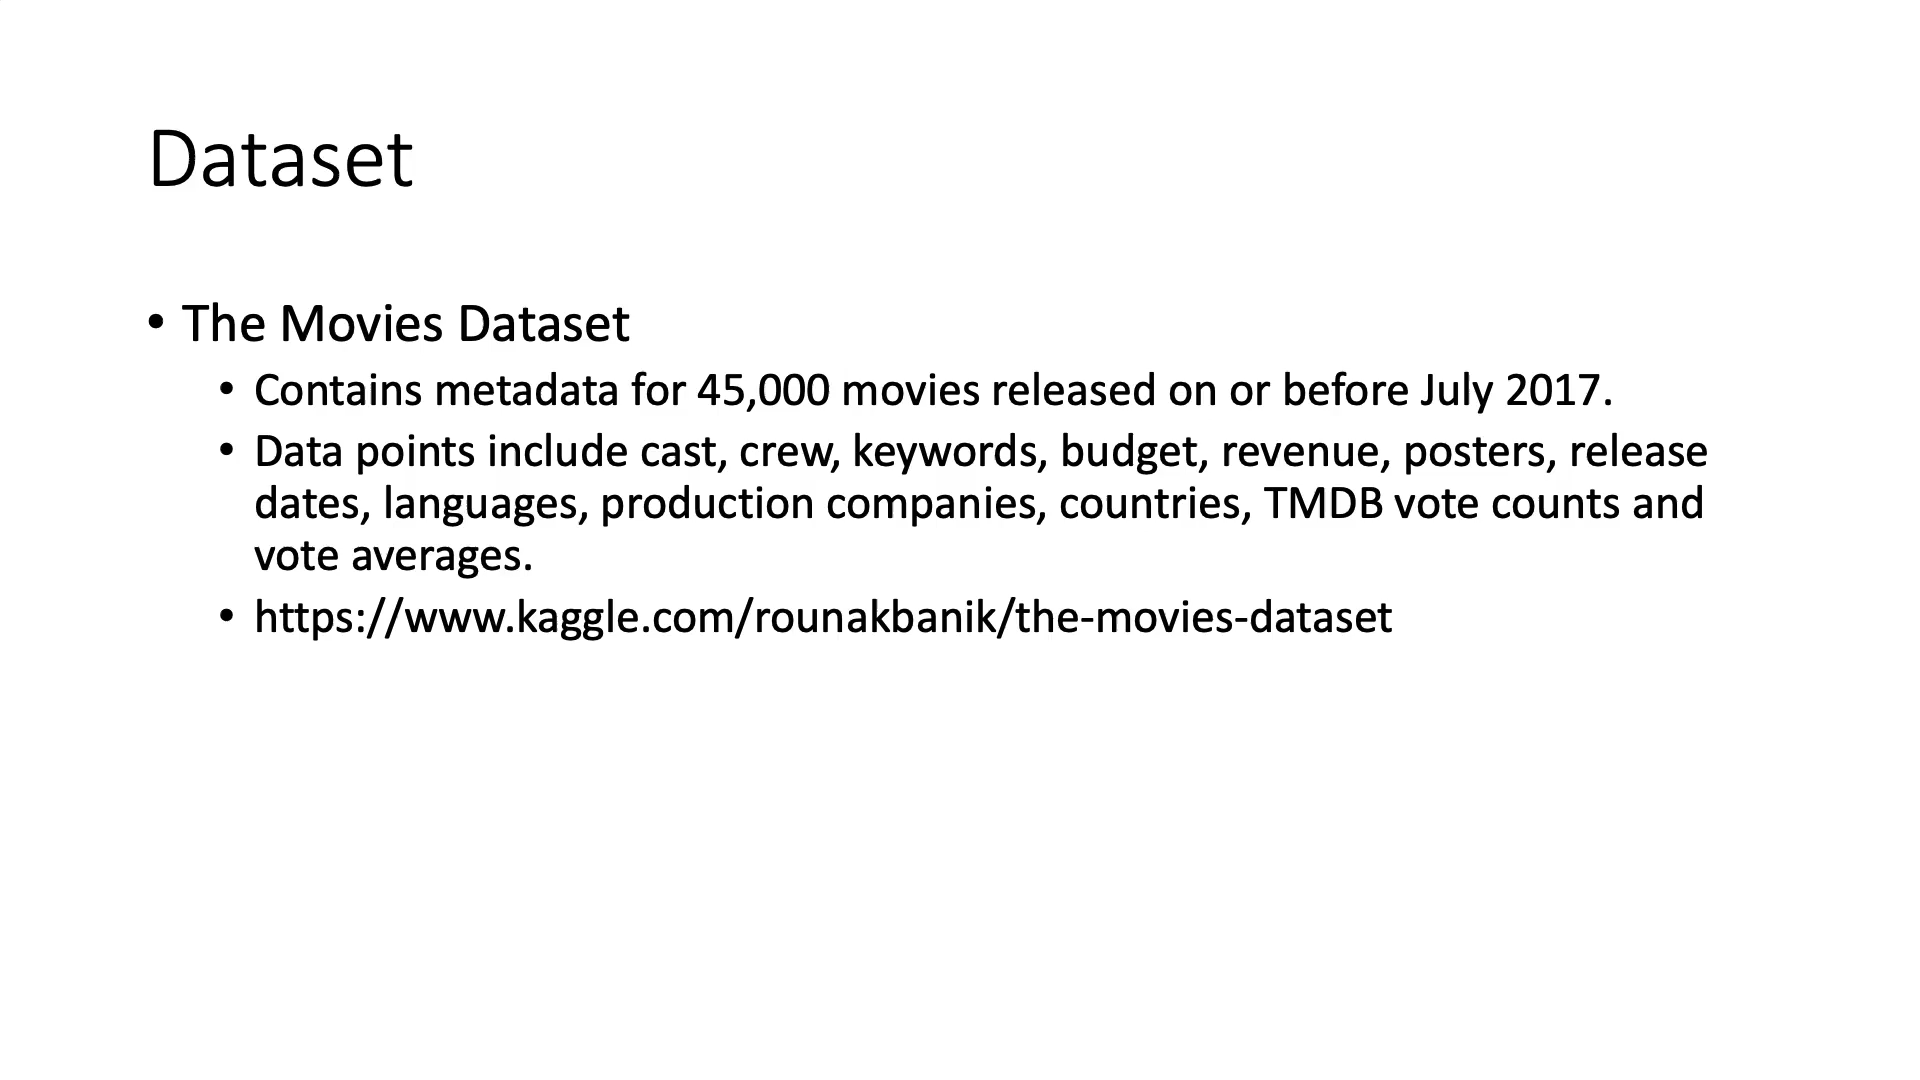 Dataset
• The Movies Dataset
• Contains metadata for 45,000 movies released on or before July 2017.
• Data points include cast, crew, keywords, budget, revenue, posters, release
dates, languages, production companies, countries, TMDB vote counts and
vote averages.
• https://www.kaggle.com/rounakbanik/the-movies-dataset